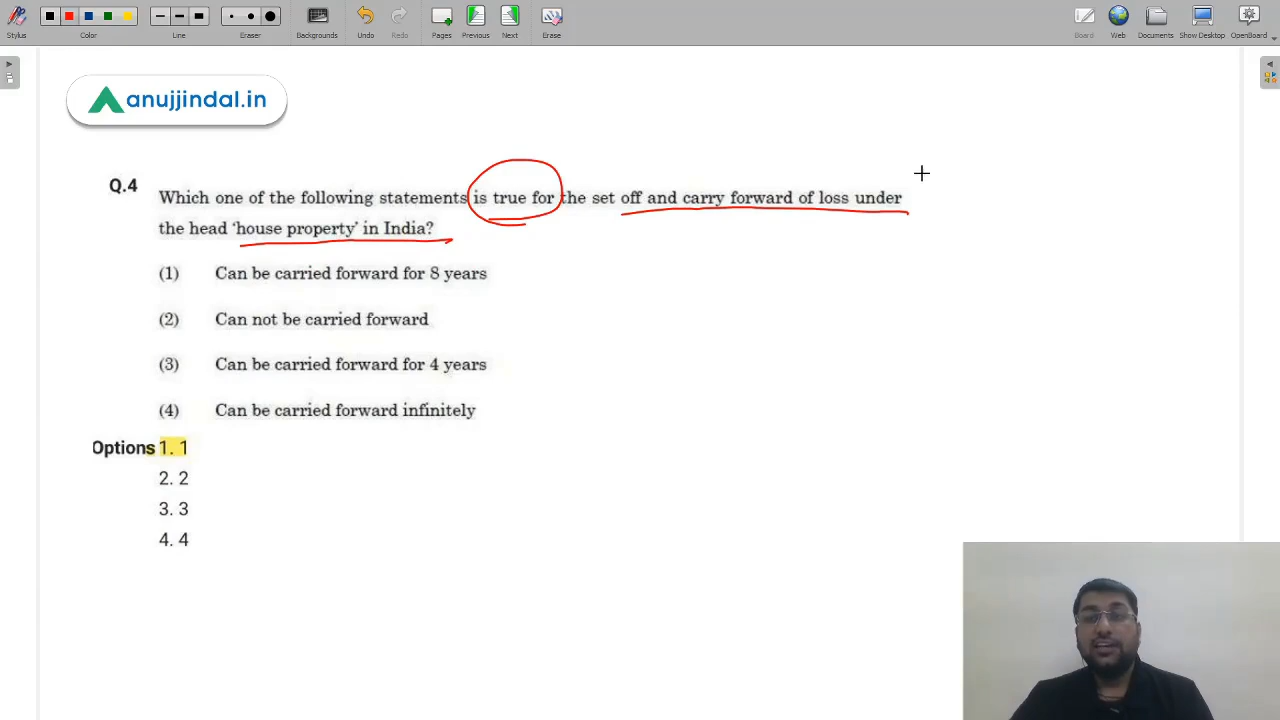 Stylus
Color
Line
Eraser
Backgrounds
Undo
Redo
Pages
Previous
Next
Erase
Board
Web
Documents
Show Desktop
OpenBoard
anujjindal.in
Q.4 Which one of the following statements is true for the set off and carry forward of loss under
the head ‘house property’ in India?
(1) Can be carried forward for 8 years
(2) Can not be carried forward
(3) Can be carried forward for 4 years
(4) Can be carried forward infinitely
Options 1. 1
2. 2
3. 3
4. 4